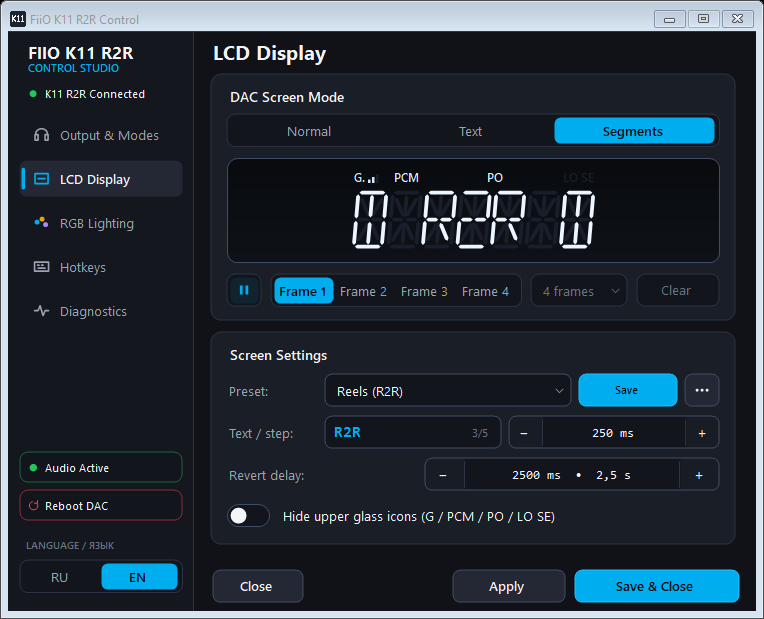 K11 FiiO K11 R2R Control
FIIO K11 R2R
CONTROL STUDIO
K11 R2R Connected
Output & Modes
LCD Display
RGB Lighting
Hotkeys
Diagnostics
Audio Active
Reboot DAC
LANGUAGE / ЯЗЫК
RU EN
LCD Display
DAC Screen Mode
Normal Text Segments
G. PCM PO LO SE
R2R
Frame 1 Frame 2 Frame 3 Frame 4 4 frames Clear
Screen Settings
Preset: Reels (R2R) Save •••
Text / step: R2R 3/5 − 250 ms +
Revert delay: − 2500 ms • 2,5 s +
Hide upper glass icons (G / PCM / PO / LO SE)
Close Apply Save & Close